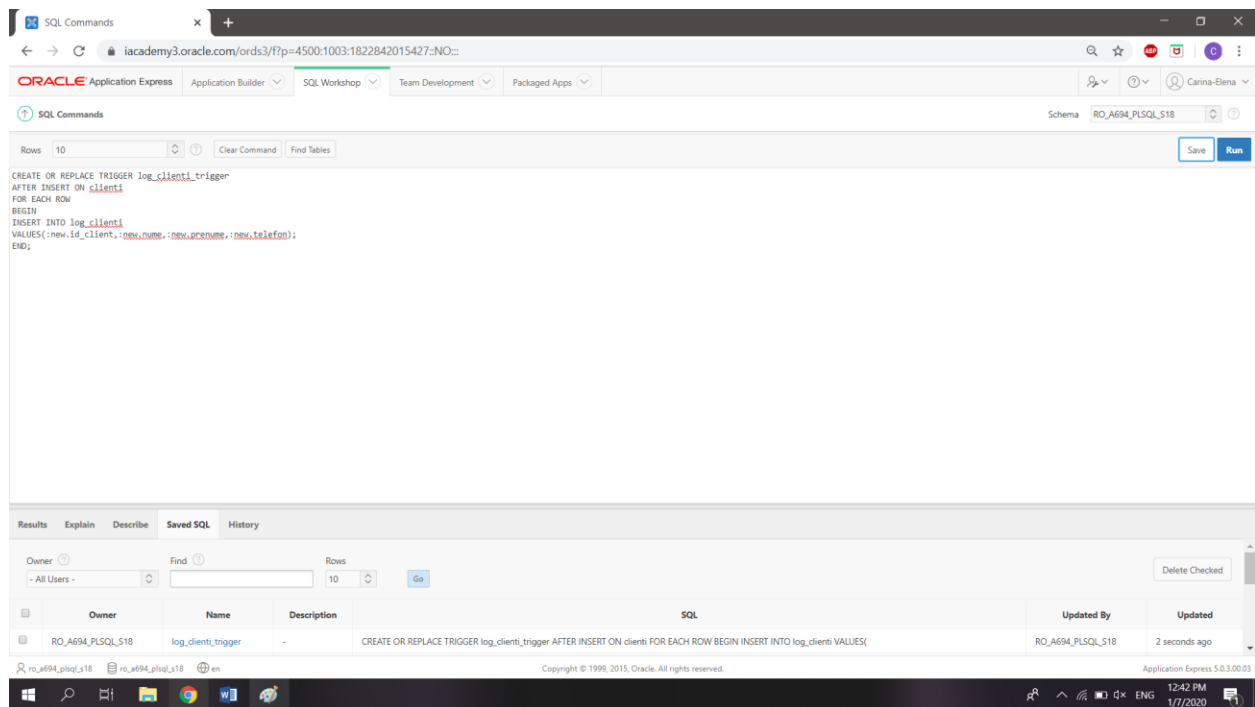 SQL Commands
iacademy3.oracle.com/ords3/f?p=4500:1003:1822842015427::NO:::
ABP
C
ORACLE Application Express Application Builder SQL Workshop Team Development Packaged Apps Carina-Elena
SQL Commands Schema RO_A694_PLSQL_S18
Rows 10 Clear Command Find Tables Save Run
CREATE OR REPLACE TRIGGER log_clienti_trigger
AFTER INSERT ON clienti
FOR EACH ROW
BEGIN
INSERT INTO log_clienti
VALUES(:new.id_client,:new.nume,:new.prenume,:new.telefon);
END;
Results Explain Describe Saved SQL History
Owner Find Rows
- All Users - 10 Go Delete Checked
Owner Name Description SQL Updated By Updated
RO_A694_PLSQL_S18 log_clienti_trigger - CREATE OR REPLACE TRIGGER log_clienti_trigger AFTER INSERT ON clienti FOR EACH ROW BEGIN INSERT INTO log_clienti VALUES( RO_A694_PLSQL_S18 2 seconds ago
ro_a694_plsql_s18 ro_a694_plsql_s18 en Copyright © 1999, 2015, Oracle. All rights reserved. Application Express 5.0.3.00.03
ENG 12:42 PM
1/7/2020